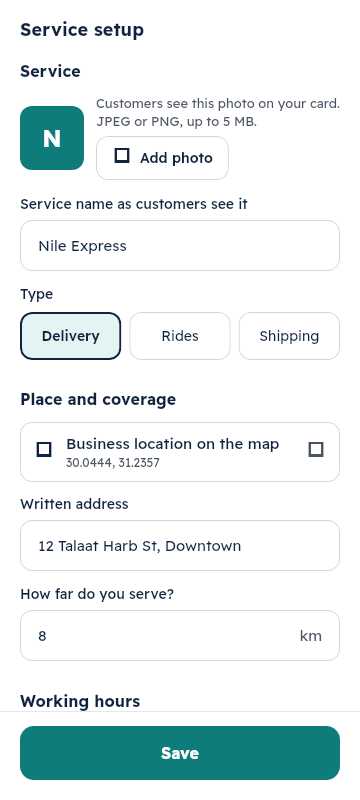 Service setup
Service
N
Customers see this photo on your card.
JPEG or PNG, up to 5 MB.
Add photo
Service name as customers see it
Nile Express
Type
Delivery
Rides
Shipping
Place and coverage
Business location on the map
30.0444, 31.2357
Written address
12 Talaat Harb St, Downtown
How far do you serve?
8 km
Working hours
Save